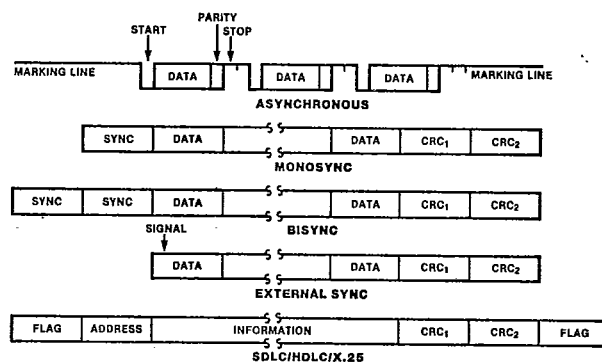 PARITY
START STOP
MARKING LINE DATA DATA DATA MARKING LINE
ASYNCHRONOUS
SYNC DATA DATA CRC₁ CRC₂
MONOSYNC
SYNC SYNC DATA DATA CRC₁ CRC₂
BISYNC
SIGNAL
DATA DATA CRC₁ CRC₂
EXTERNAL SYNC
FLAG ADDRESS INFORMATION CRC₁ CRC₂ FLAG
SDLC/HDLC/X.25